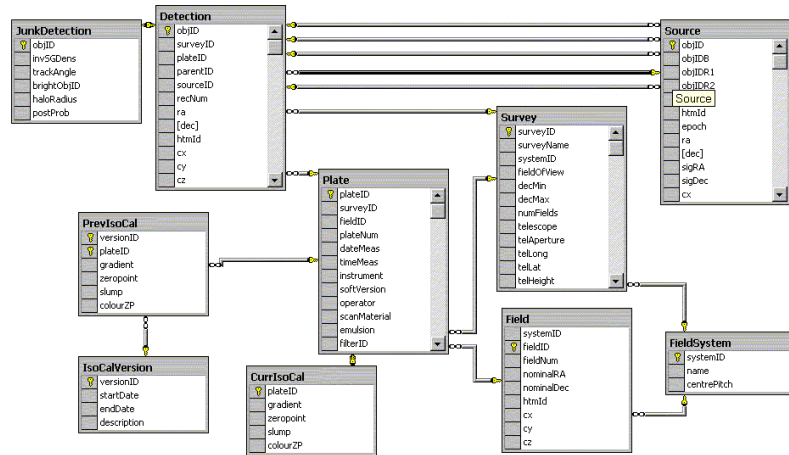 JunkDetection
objID
invSGDens
trackAngle
brightObjID
haloRadius
postProb
Detection
objID
surveyID
plateID
parentID
sourceID
recNum
ra
[dec]
htmId
cx
cy
cz
Source
objID
objIDB
objIDR1
objIDR2
Source
htmId
epoch
ra
[dec]
sigRA
sigDec
cx
Survey
surveyID
surveyName
systemID
fieldOfView
decMin
decMax
numFields
telescope
telAperture
telLong
telLat
telHeight
Plate
plateID
surveyID
fieldID
plateNum
dateMeas
timeMeas
instrument
softVersion
operator
scanMaterial
emulsion
filterID
PrevIsoCal
versionID
plateID
gradient
zeropoint
slump
colourZP
IsoCalVersion
versionID
startDate
endDate
description
CurrIsoCal
plateID
gradient
zeropoint
slump
colourZP
Field
systemID
fieldID
fieldNum
nominalRA
nominalDec
htmId
cx
cy
cz
FieldSystem
systemID
name
centrePitch